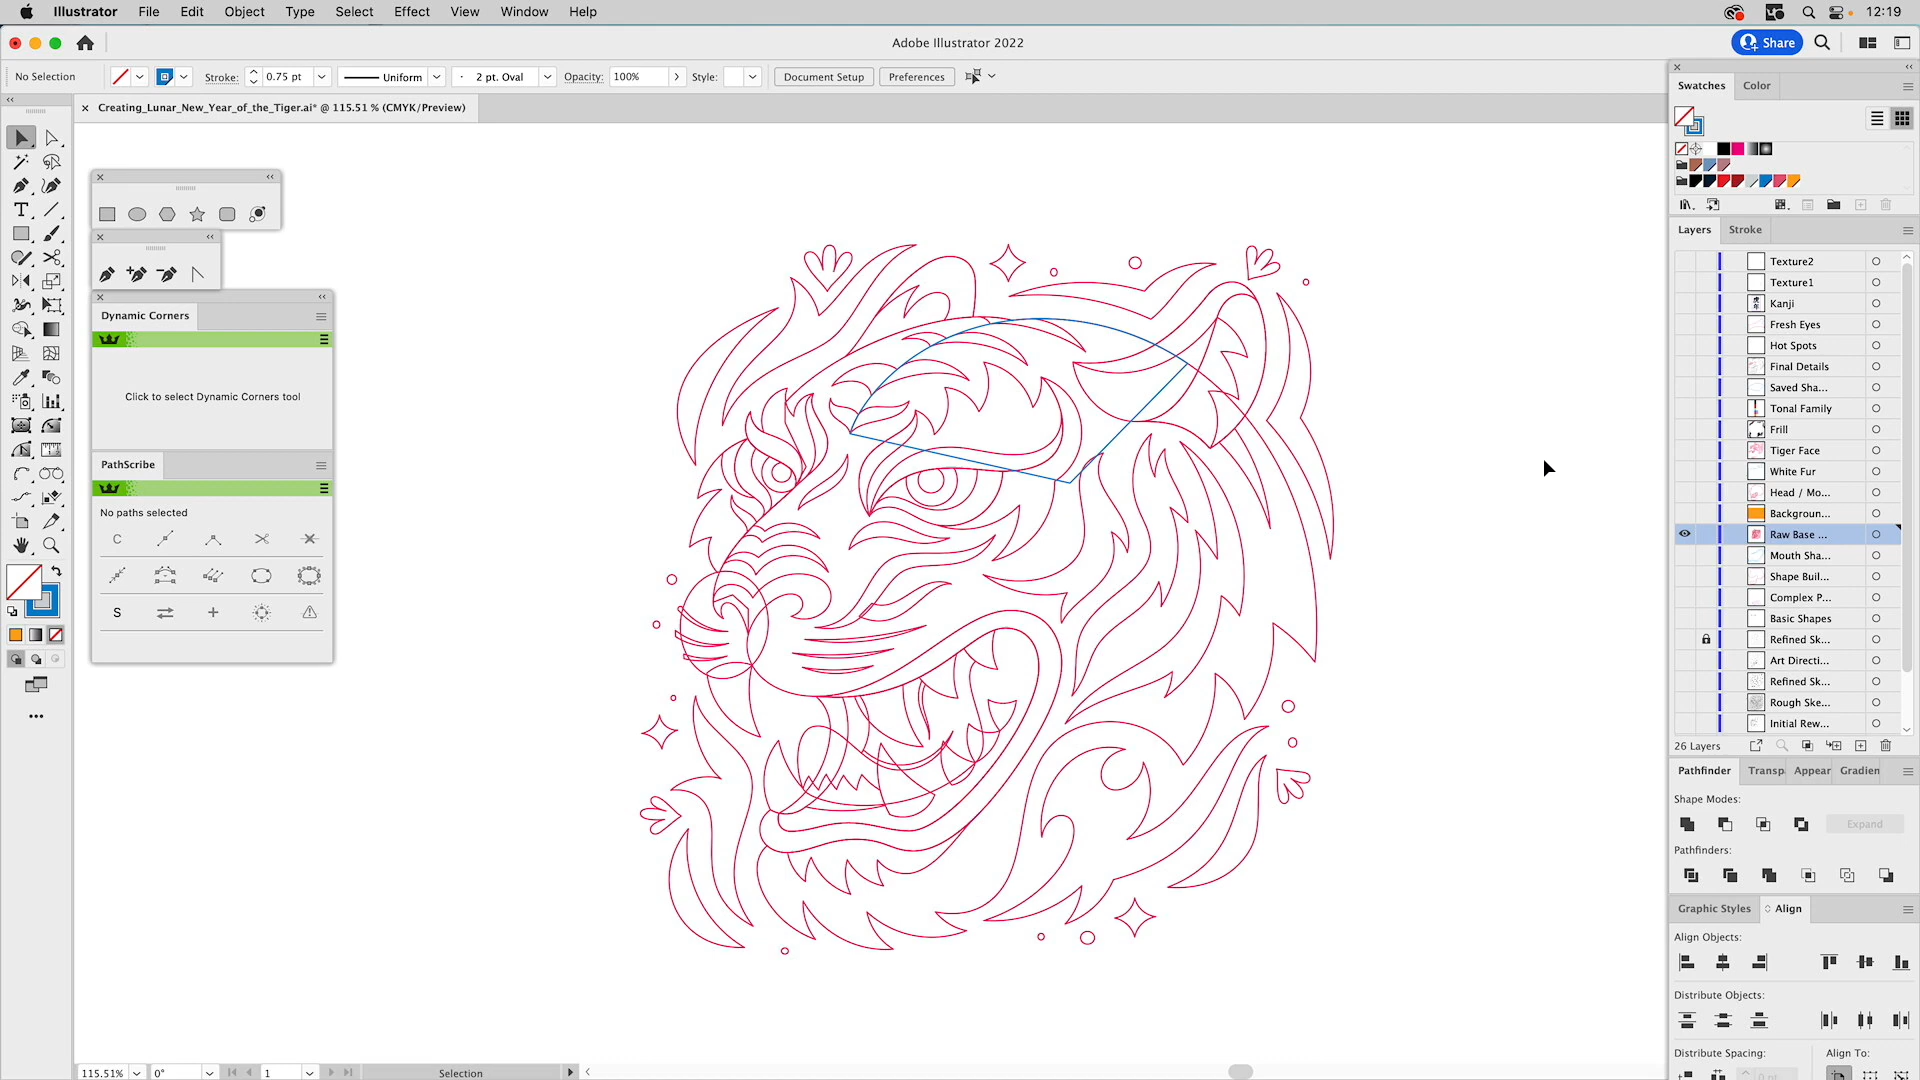 Illustrator File Edit Object Type Select Effect View Window Help 12:19
Adobe Illustrator 2022
Share
No Selection Stroke: 0.75 pt Uniform 2 pt. Oval Opacity: 100% Style: Document Setup Preferences
Creating_Lunar_New_Year_of_the_Tiger.ai* @ 115.51 % (CMYK/Preview)
Swatches Color
Dynamic Corners
Click to select Dynamic Corners tool
PathScribe
No paths selected
C
S
Layers Stroke
Texture2
Texture1
Kanji
Fresh Eyes
Hot Spots
Final Details
Saved Sha...
Tonal Family
Frill
Tiger Face
White Fur
Head / Mo...
Backgroun...
Raw Base ...
Mouth Sha...
Shape Buil...
Complex P...
Basic Shapes
Refined Sk...
Art Directi...
Refined Sk...
Rough Ske...
Initial Rew...
26 Layers
Pathfinder Transp Appear Gradien
Shape Modes:
Expand
Pathfinders:
Graphic Styles Align
Align Objects:
Distribute Objects:
Distribute Spacing: Align To:
115.51% 0° 1 Selection